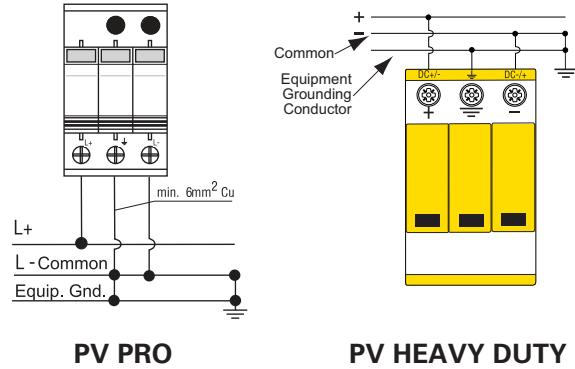 L+ L-
min. 6mm² Cu
L+
L - Common
Equip. Gnd.
PV PRO
+
−
Common
Equipment
Grounding
Conductor
DC+/- DC-/+
+ −
PV HEAVY DUTY